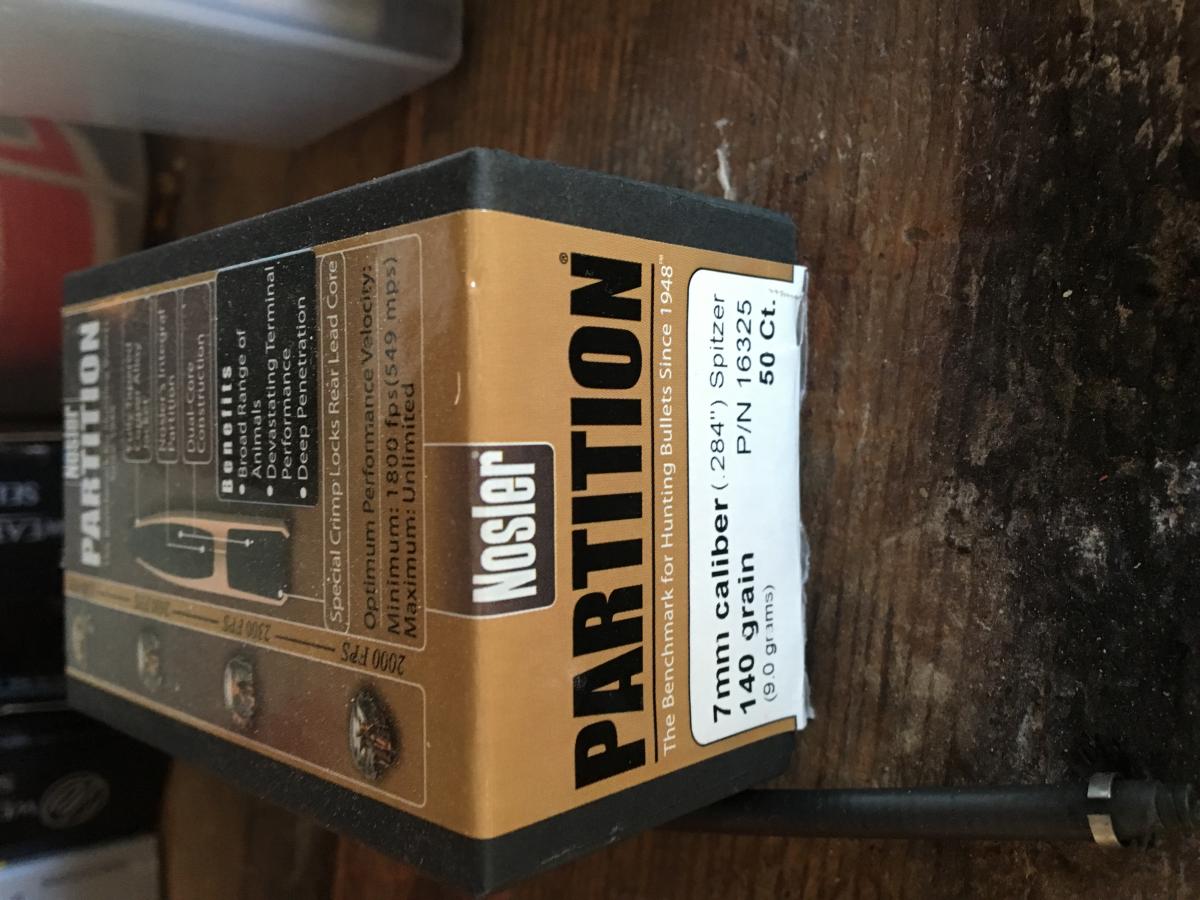 Nosler
PARTITION
Nosler's Integral
Partition
Dual-Core
Construction
Benefits
• Broad Range of
Animals
• Devastating Terminal
Performance
• Deep Penetration
Special Crimp Locks Rear Lead Core
Optimum Performance Velocity:
Minimum: 1800 fps(549 mps)
Maximum: Unlimited
2300 FPS
2000 FPS
Nosler
PARTITION®
The Benchmark for Hunting Bullets Since 1948™
7mm caliber (.284") Spitzer
140 grain P/N 16325
(9.0 grams) 50 Ct.